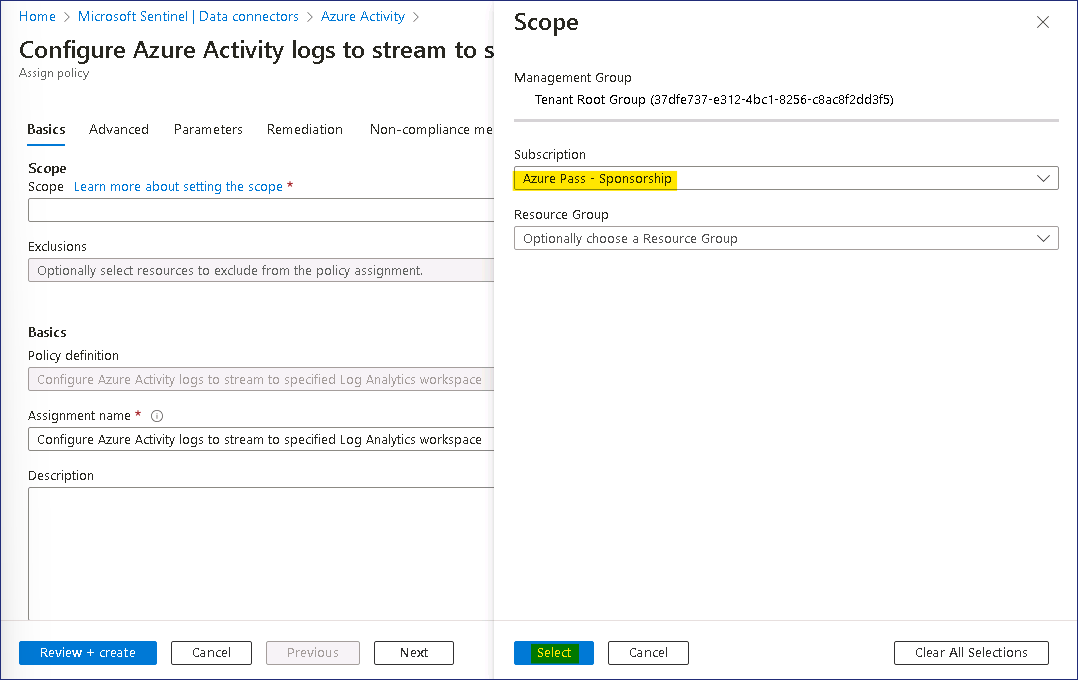 Home > Microsoft Sentinel | Data connectors > Azure Activity >
Configure Azure Activity logs to stream to s
Assign policy
Basics Advanced Parameters Remediation Non-compliance me
Scope
Scope Learn more about setting the scope *
Exclusions
Optionally select resources to exclude from the policy assignment.
Basics
Policy definition
Configure Azure Activity logs to stream to specified Log Analytics workspace
Assignment name *
Configure Azure Activity logs to stream to specified Log Analytics workspace
Description
Review + create Cancel Previous Next
Scope
Management Group
Tenant Root Group (37dfe737-e312-4bc1-8256-c8ac8f2dd3f5)
Subscription
Azure Pass - Sponsorship
Resource Group
Optionally choose a Resource Group
Select Cancel Clear All Selections